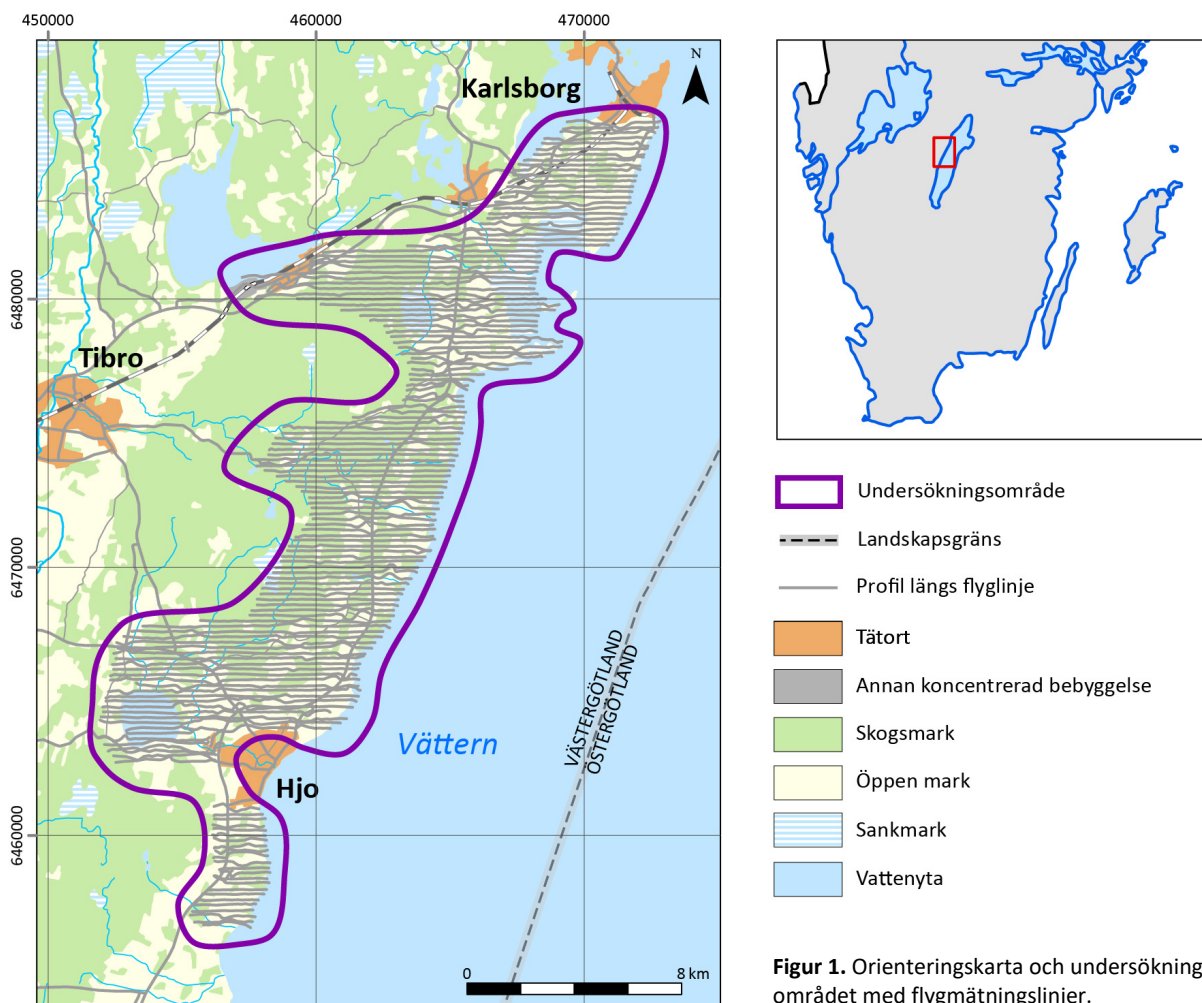 450000
460000
470000
N
Karlsborg
6480000
Tibro
6470000
VÄSTERGÖTLAND
ÖSTERGÖTLAND
Vättern
Hjo
6460000
0
8 km
Undersökningsområde
Landskapsgräns
Profil längs flyglinje
Tätort
Annan koncentrerad bebyggelse
Skogsmark
Öppen mark
Sankmark
Vattenyta
Figur 1. Orienteringskarta och undersökning
området med flygmätningslinjer.